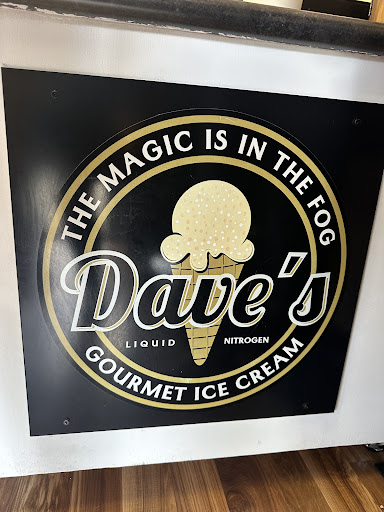 THE MAGIC IS IN THE FOG
Dave's
LIQUID NITROGEN
GOURMET ICE CREAM